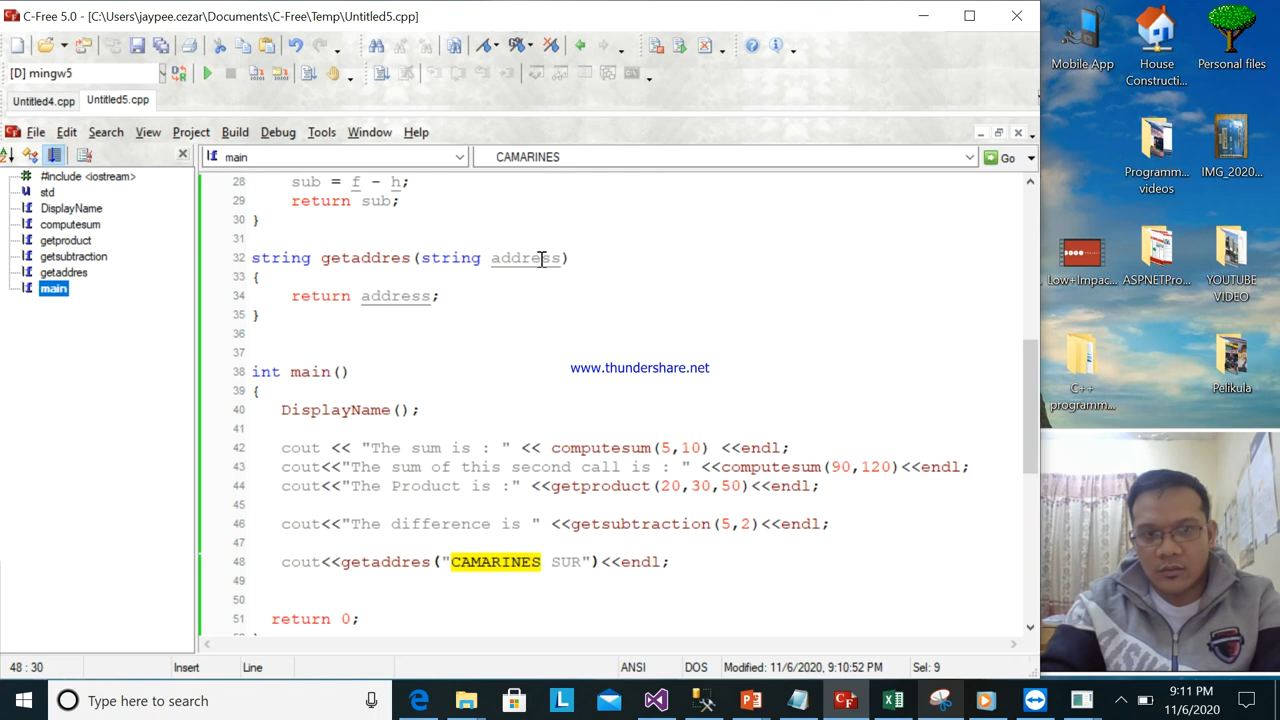 C-Free 5.0 - [C:\Users\jaypee.cezar\Documents\C-Free\Temp\Untitled5.cpp]
[D] mingw5
Untitled4.cpp
Untitled5.cpp
File Edit Search View Project Build Debug Tools Window Help
main
CAMARINES
Go
#include <iostream>
std
DisplayName
computesum
getproduct
getsubtraction
getaddres
main
28 sub = f - h;
29 return sub;
30 }
31
32 string getaddres(string address)
33 {
34 return address;
35 }
36
37
38 int main()
39 {
40 DisplayName();
41
42 cout << "The sum is : " << computesum(5,10) <<endl;
43 cout<<"The sum of this second call is : " <<computesum(90,120)<<endl;
44 cout<<"The Product is :" <<getproduct(20,30,50)<<endl;
45
46 cout<<"The difference is " <<getsubtraction(5,2)<<endl;
47
48 cout<<getaddres("CAMARINES SUR")<<endl;
49
50
51 return 0;
www.thundershare.net
48 : 30 Insert Line ANSI DOS Modified: 11/6/2020, 9:10:52 PM Sel: 9
Mobile App
House Constructi...
Personal files
Programm... videos
IMG_2020...
Low+Impac...
ASPNETPro...
YOUTUBE VIDEO
C++ programm...
Pelikula
Type here to search
9:11 PM
11/6/2020